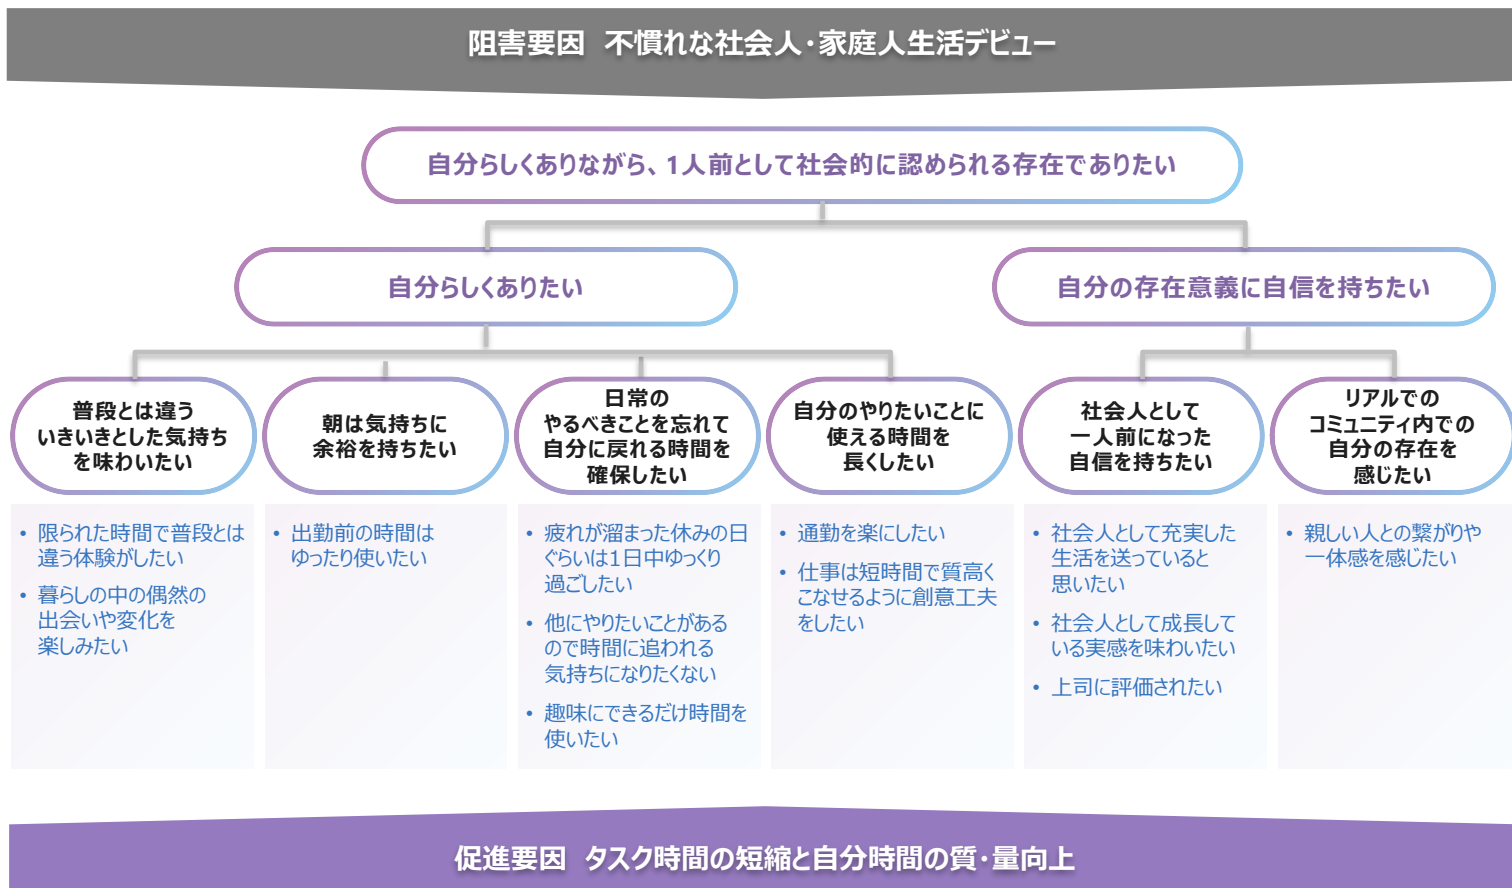 阻害要因 不慣れな社会人・家庭人生活デビュー
自分らしくありながら、1人前として社会的に認められる存在でありたい
自分らしくありたい
自分の存在意義に自信を持ちたい
普段とは違う
いきいきとした気持ち
を味わいたい
朝は気持ちに
余裕を持ちたい
日常の
やるべきことを忘れて
自分に戻れる時間を
確保したい
自分のやりたいことに
使える時間を
長くしたい
社会人として
一人前になった
自信を持ちたい
リアルでの
コミュニティ内での
自分の存在を
感じたい
• 限られた時間で普段とは
違う体験がしたい
• 暮らしの中の偶然の
出会いや変化を
楽しみたい
• 出勤前の時間は
ゆったり使いたい
• 疲れが溜まった休みの日
ぐらいは1日中ゆっくり
過ごしたい
• 他にやりたいことがある
ので時間に追われる
気持ちになりたくない
• 趣味にできるだけ時間を
使いたい
• 通勤を楽にしたい
• 仕事は短時間で質高く
こなせるように創意工夫
をしたい
• 社会人として充実した
生活を送っていると
思いたい
• 社会人として成長して
いる実感を味わいたい
• 上司に評価されたい
• 親しい人との繋がりや
一体感を感じたい
促進要因 タスク時間の短縮と自分時間の質・量向上